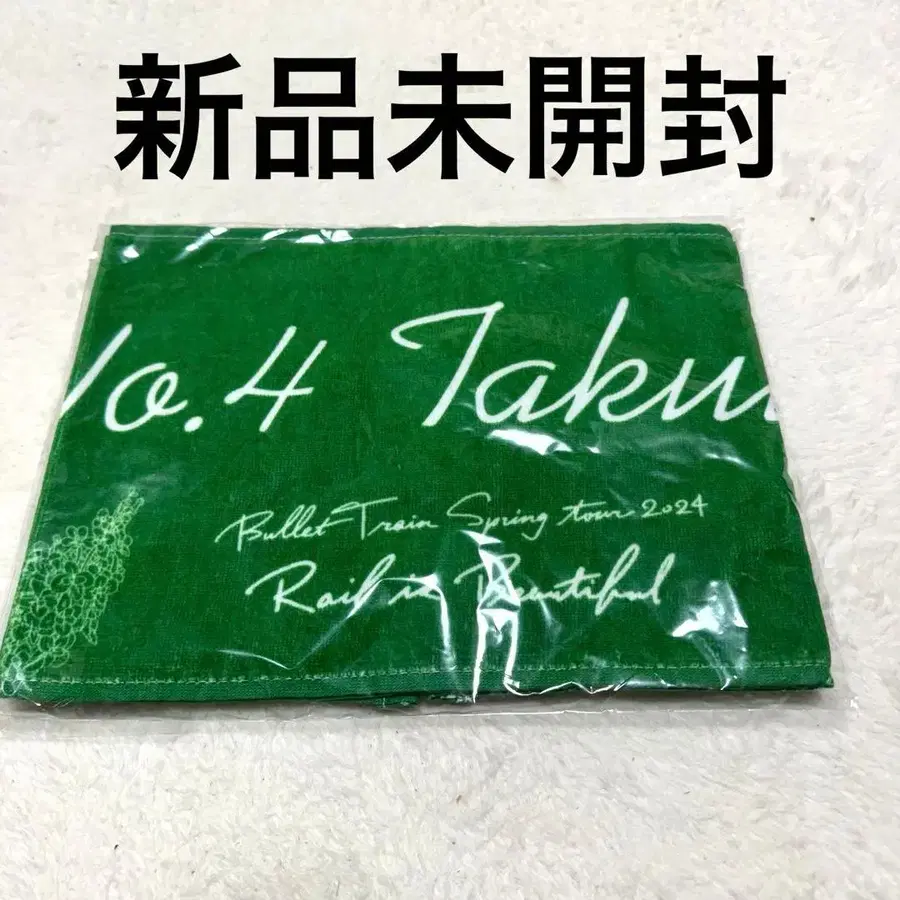 新品未開封
No.4 Taku
Bullet Train Spring tour 2024
Rail is Beautiful